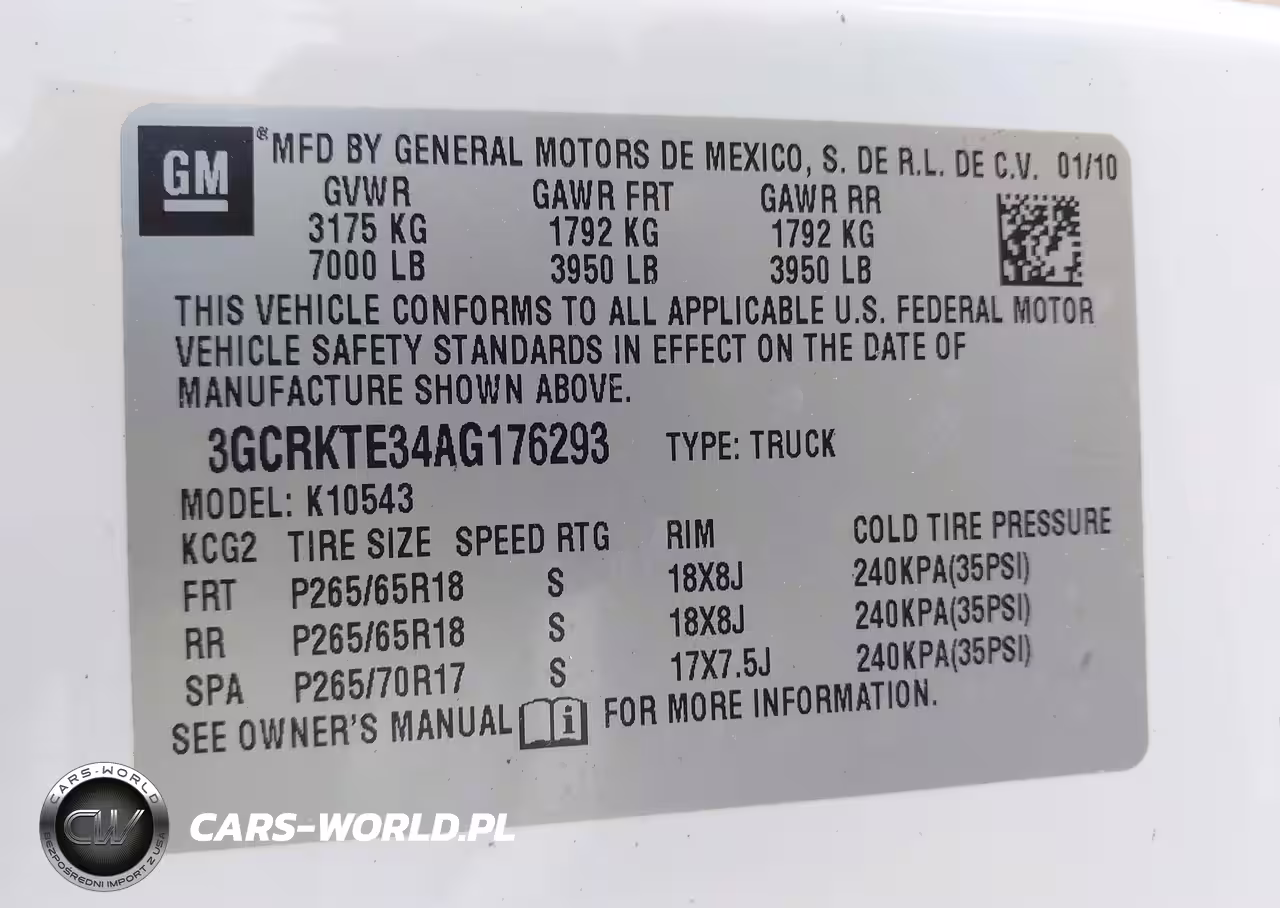 GM
® MFD BY GENERAL MOTORS DE MEXICO, S. DE R.L. DE C.V. 01/10
GVWR GAWR FRT GAWR RR
3175 KG 1792 KG 1792 KG
7000 LB 3950 LB 3950 LB
THIS VEHICLE CONFORMS TO ALL APPLICABLE U.S. FEDERAL MOTOR
VEHICLE SAFETY STANDARDS IN EFFECT ON THE DATE OF
MANUFACTURE SHOWN ABOVE.
3GCRKTE34AG176293 TYPE: TRUCK
MODEL: K10543
KCG2 TIRE SIZE SPEED RTG RIM COLD TIRE PRESSURE
FRT P265/65R18 S 18X8J 240KPA(35PSI)
RR P265/65R18 S 18X8J 240KPA(35PSI)
SPA P265/70R17 S 17X7.5J 240KPA(35PSI)
SEE OWNER'S MANUAL i FOR MORE INFORMATION.
CARS-WORLD
CW
BEZPOŚREDNI IMPORT Z USA
CARS-WORLD.PL